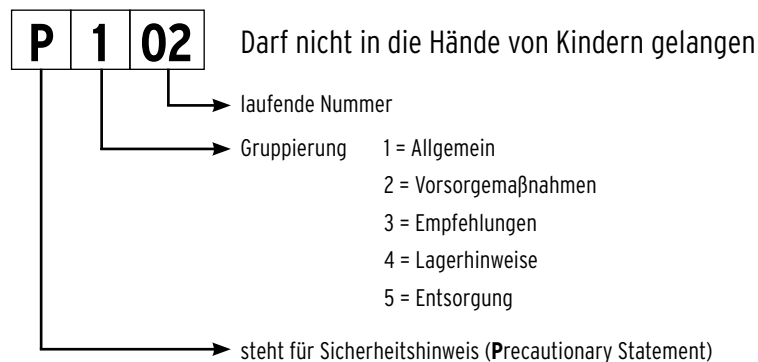 P 1 02 Darf nicht in die Hände von Kindern gelangen
laufende Nummer
Gruppierung 1 = Allgemein
2 = Vorsorgemaßnahmen
3 = Empfehlungen
4 = Lagerhinweise
5 = Entsorgung
steht für Sicherheitshinweis (Precautionary Statement)